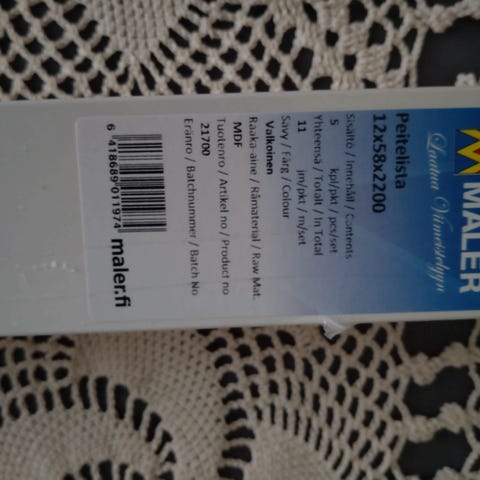 MALER
Laatua Viimeistelyyn
Peitelista
12x58x2200
Sisältö / Innehåll / Contents
5 kpl/pkt / pcs/set
Yhteensä / Totalt / In Total
11 jm/pkt / m/set
Sävy / Färg / Colour
Valkoinen
Raaka-aine / Råmaterial / Raw Mat.
MDF
Tuotenro / Artikel no / Product no
21700
Eränro / Batchnummer / Batch No
6 418689 011974
maler.fi